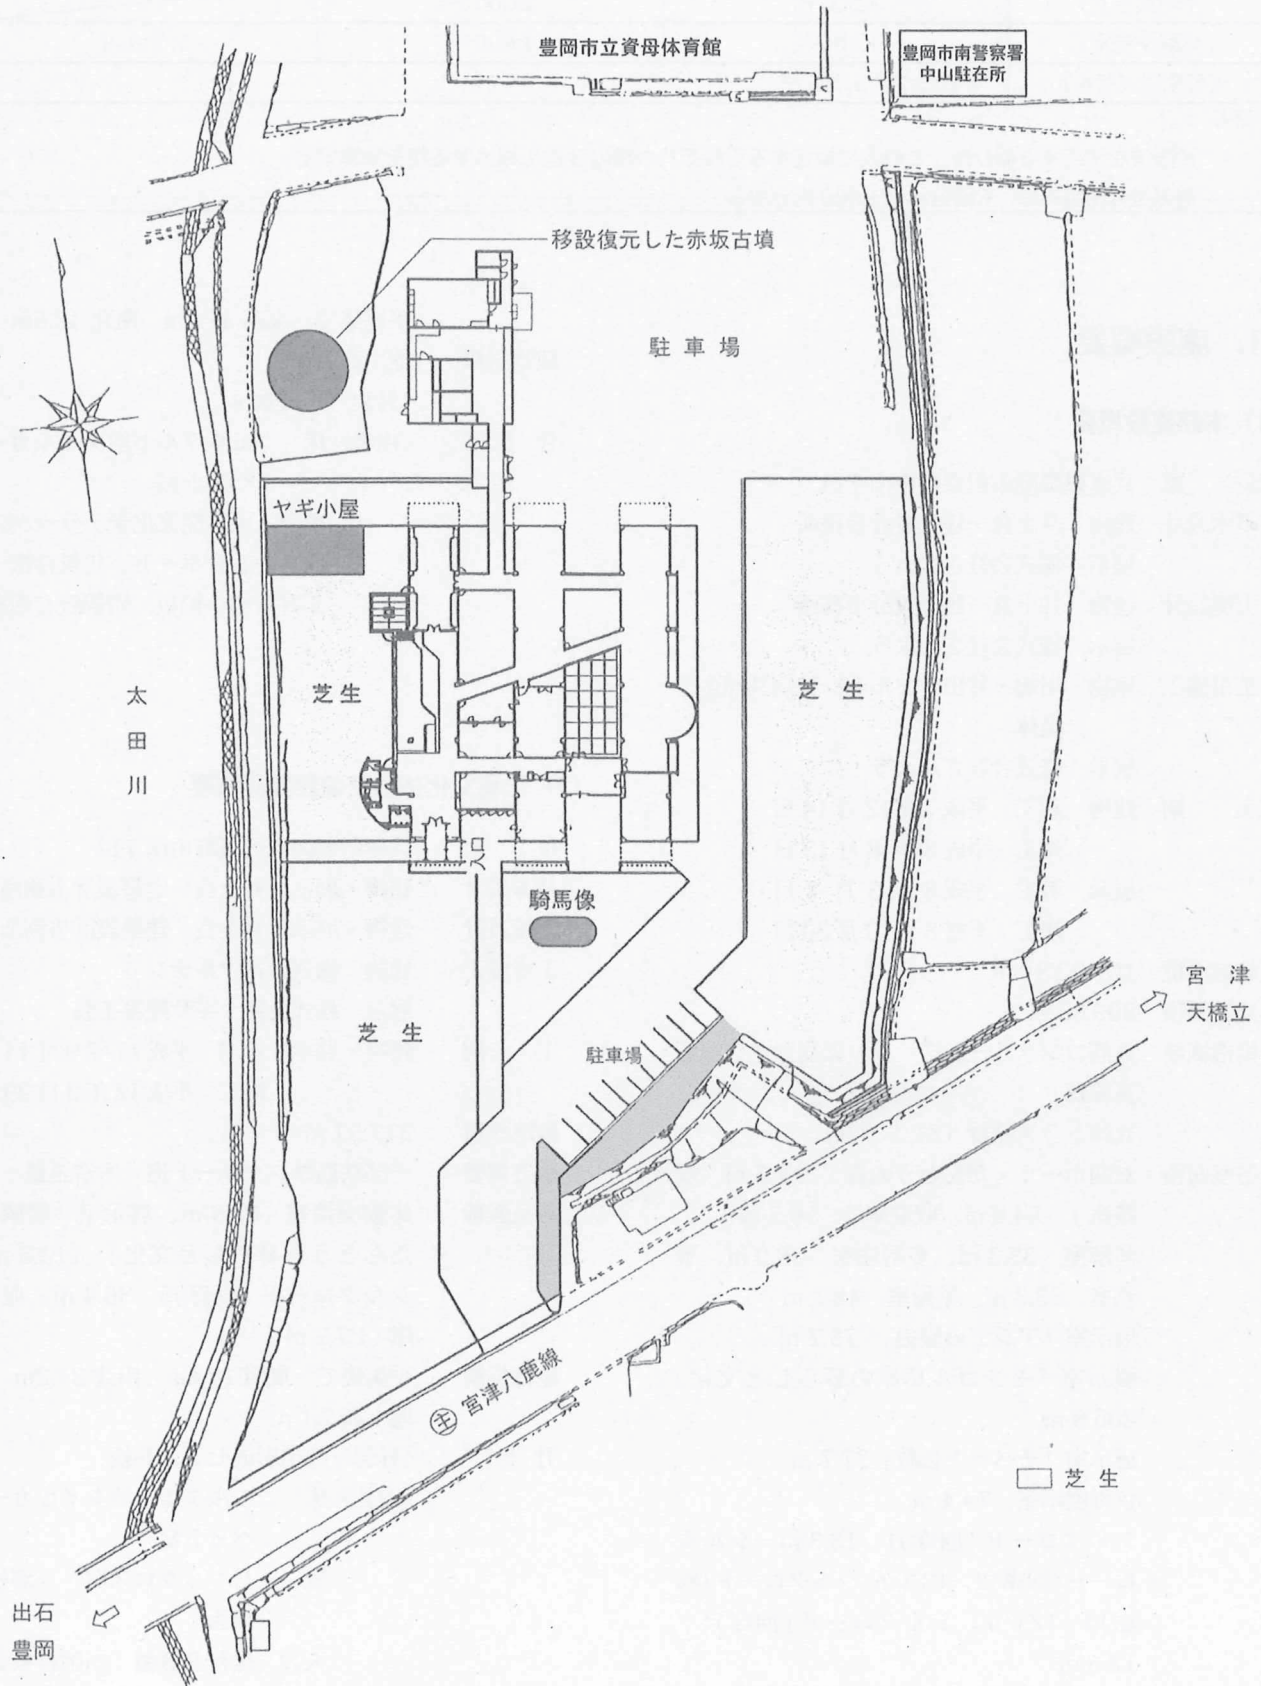 豊岡市立資母体育館
豊岡市南警察署
中山駐在所
移設復元した赤坂古墳
駐車場
ヤギ小屋
芝生
芝生
太田川
入口
騎馬像
芝生
駐車場
宮津
天橋立
主 宮津八鹿線
芝生
出石
豊岡